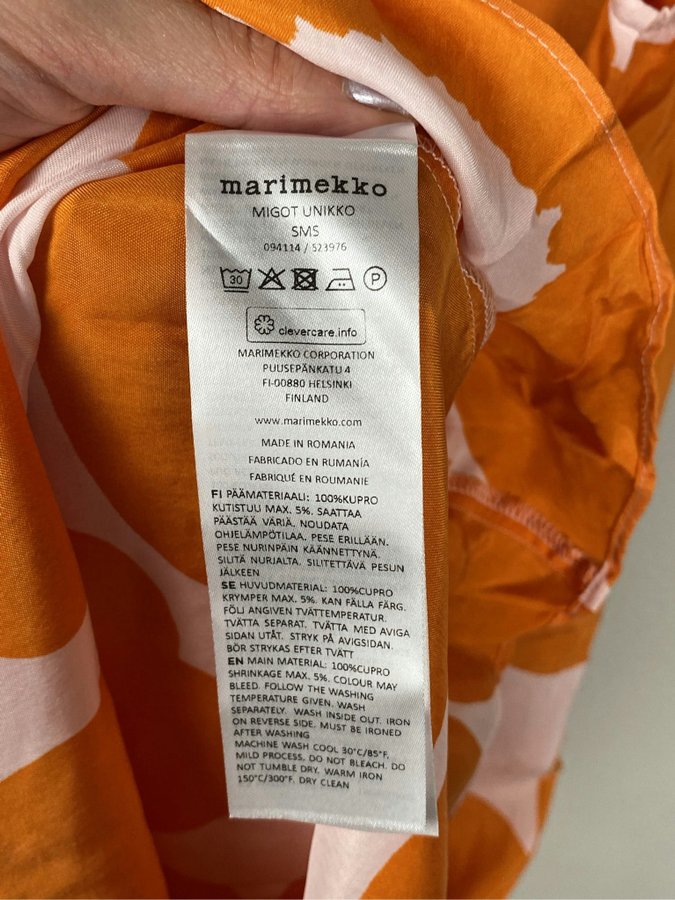 marimekko
MIGOT UNIKKO
SMS
094114 / 523976
30
P
clevercare.info
MARIMEKKO CORPORATION
PUUSEPÄNKATU 4
FI-00880 HELSINKI
FINLAND
www.marimekko.com
MADE IN ROMANIA
FABRICADO EN RUMANÍA
FABRIQUÉ EN ROUMANIE
FI PÄÄMATERIAALI: 100%KUPRO
KUTISTUU MAX. 5%. SAATTAA
PÄÄSTÄÄ VÄRIÄ. NOUDATA
OHJELÄMPÖTILAA. PESE ERILLÄÄN.
PESE NURINPÄIN KÄÄNNETTYNÄ.
SILITÄ NURJALTA. SILITETTÄVÄ PESUN
JÄLKEEN
SE HUVUDMATERIAL: 100%CUPRO
KRYMPER MAX. 5%. KAN FÄLLA FÄRG.
FÖLJ ANGIVEN TVÄTTEMPERATUR.
TVÄTTA SEPARAT. TVÄTTA MED AVIGA
SIDAN UTÅT. STRYK PÅ AVIGSIDAN.
BÖR STRYKAS EFTER TVÄTT
EN MAIN MATERIAL: 100%CUPRO
SHRINKAGE MAX. 5%. COLOUR MAY
BLEED. FOLLOW THE WASHING
TEMPERATURE GIVEN. WASH
SEPARATELY. WASH INSIDE OUT. IRON
ON REVERSE SIDE. MUST BE IRONED
AFTER WASHING
MACHINE WASH COOL 30°C/85°F,
MILD PROCESS. DO NOT BLEACH. DO
NOT TUMBLE DRY. WARM IRON
150°C/300°F. DRY CLEAN